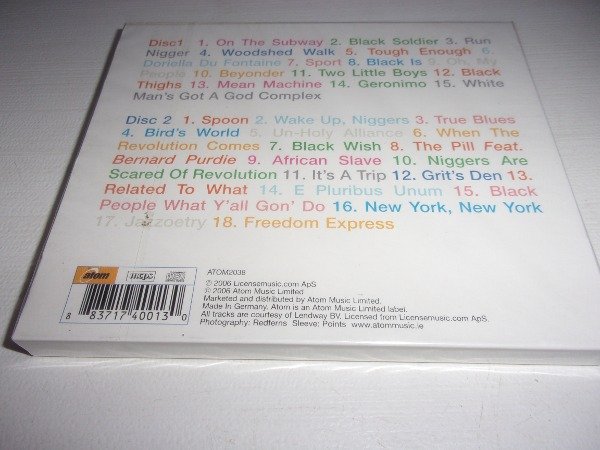 Disc1 1. On The Subway 2. Black Soldier 3. Run
Nigger 4. Woodshed Walk 5. Tough Enough 6.
Doriella Du Fontaine 7. Sport 8. Black Is 9. Oh, My
People 10. Beyonder 11. Two Little Boys 12. Black
Thighs 13. Mean Machine 14. Geronimo 15. White
Man's Got A God Complex
Disc 2 1. Spoon 2. Wake Up, Niggers 3. True Blues
4. Bird's World 5. Un-Holy Alliance 6. When The
Revolution Comes 7. Black Wish 8. The Pill Feat.
Bernard Purdie 9. African Slave 10. Niggers Are
Scared Of Revolution 11. It's A Trip 12. Grit's Den 13.
Related To What 14. E Pluribus Unum 15. Black
People What Y'all Gon' Do 16. New York, New York
17. Jazzoetry 18. Freedom Express
atom mcps
ATOM2038
℗ 2006 Licensemusic.com ApS
© 2006 Atom Music Limited
Marketed and distributed by Atom Music Limited.
Made In Germany. Atom is an Atom Music Limited label.
All tracks are courtesy of Lendway BV. Licensed from Licensemusic.com ApS.
Photography: Redferns Sleeve: Points www.atommusic.ie
8 83717 40013 0